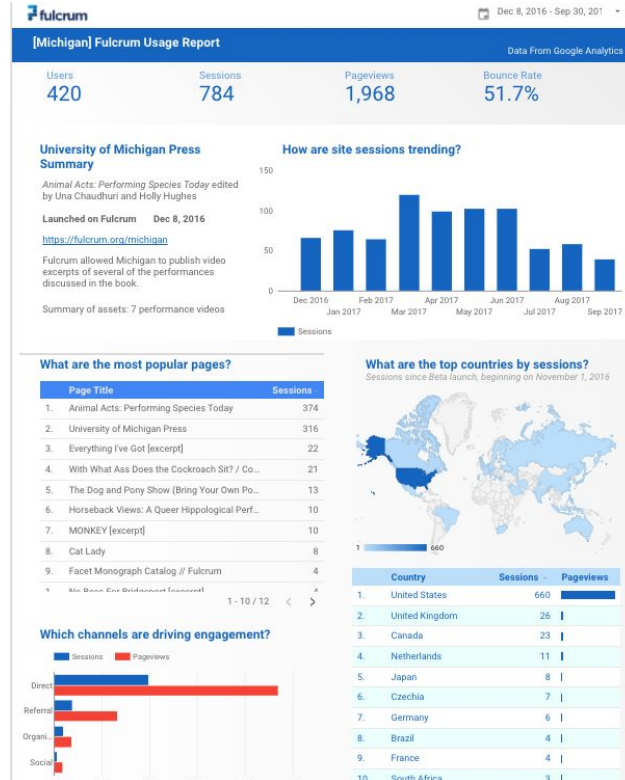 fulcrum
Dec 8, 2016 - Sep 30, 201
[Michigan] Fulcrum Usage Report
Data From Google Analytics
Users
Sessions
Pageviews
Bounce Rate
420
784
1,968
51.7%
University of Michigan Press
Summary
Animal Acts: Performing Species Today edited
by Una Chaudhuri and Holly Hughes
Launched on Fulcrum Dec 8, 2016
https://fulcrum.org/michigan
Fulcrum allowed Michigan to publish video
excerpts of several of the performances
discussed in the book.
Summary of assets: 7 performance videos
How are site sessions trending?
150
100
50
0
Dec 2016 Feb 2017 Apr 2017 Jun 2017 Aug 2017
Jan 2017 Mar 2017 May 2017 Jul 2017 Sep 2017
Sessions
What are the most popular pages?
Page Title Sessions -
1. Animal Acts: Performing Species Today 374
2. University of Michigan Press 316
3. Everything I've Got [excerpt] 22
4. With What Ass Does the Cockroach Sit? / Co... 21
5. The Dog and Pony Show (Bring Your Own Po... 13
6. Horseback Views: A Queer Hippological Perf... 10
7. MONKEY [excerpt] 10
8. Cat Lady 8
9. Facet Monograph Catalog // Fulcrum 4
No Bees For Bridgeport [excerpt] 4
1 - 10 / 12 < >
What are the top countries by sessions?
Sessions since Beta launch, beginning on November 1, 2016
1 660
Country Sessions - Pageviews
1. United States 660
2. United Kingdom 26
3. Canada 23
4. Netherlands 11
5. Japan 8
6. Czechia 7
7. Germany 6
8. Brazil 4
9. France 4
10. South Africa 3
Which channels are driving engagement?
Sessions Pageviews
Direct
Referral
Organi...
Social